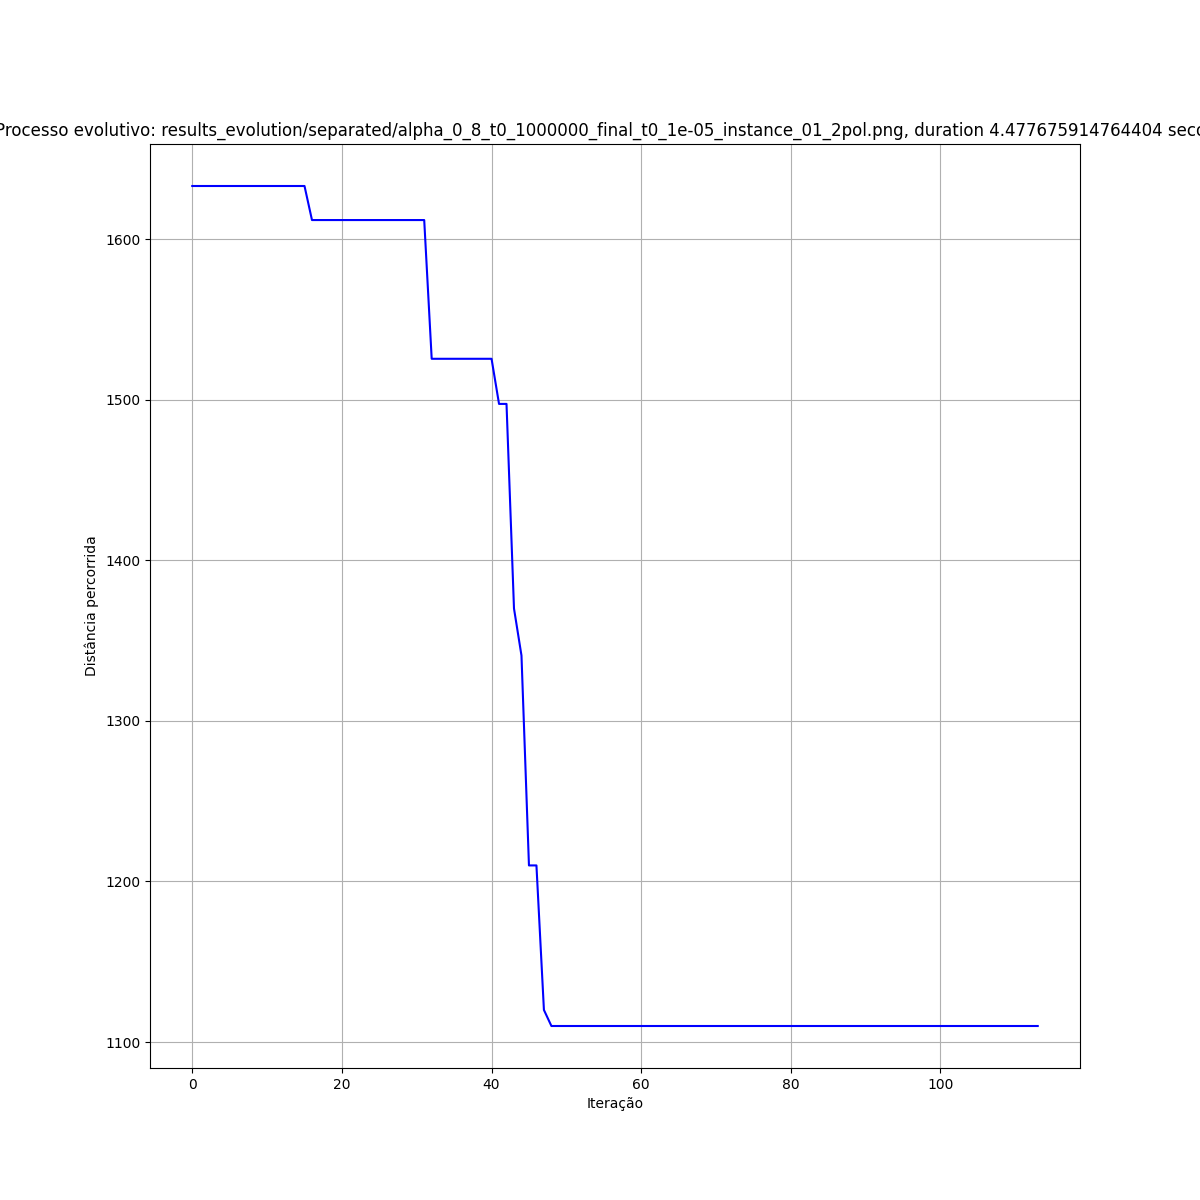 Processo evolutivo: results_evolution/separated/alpha_0_8_t0_1000000_final_t0_1e-05_instance_01_2pol.png, duration 4.477675914764404
1600
1500
1400
1300
1200
1100
Distância percorrida
0 20 40 60 80 100
Iteração